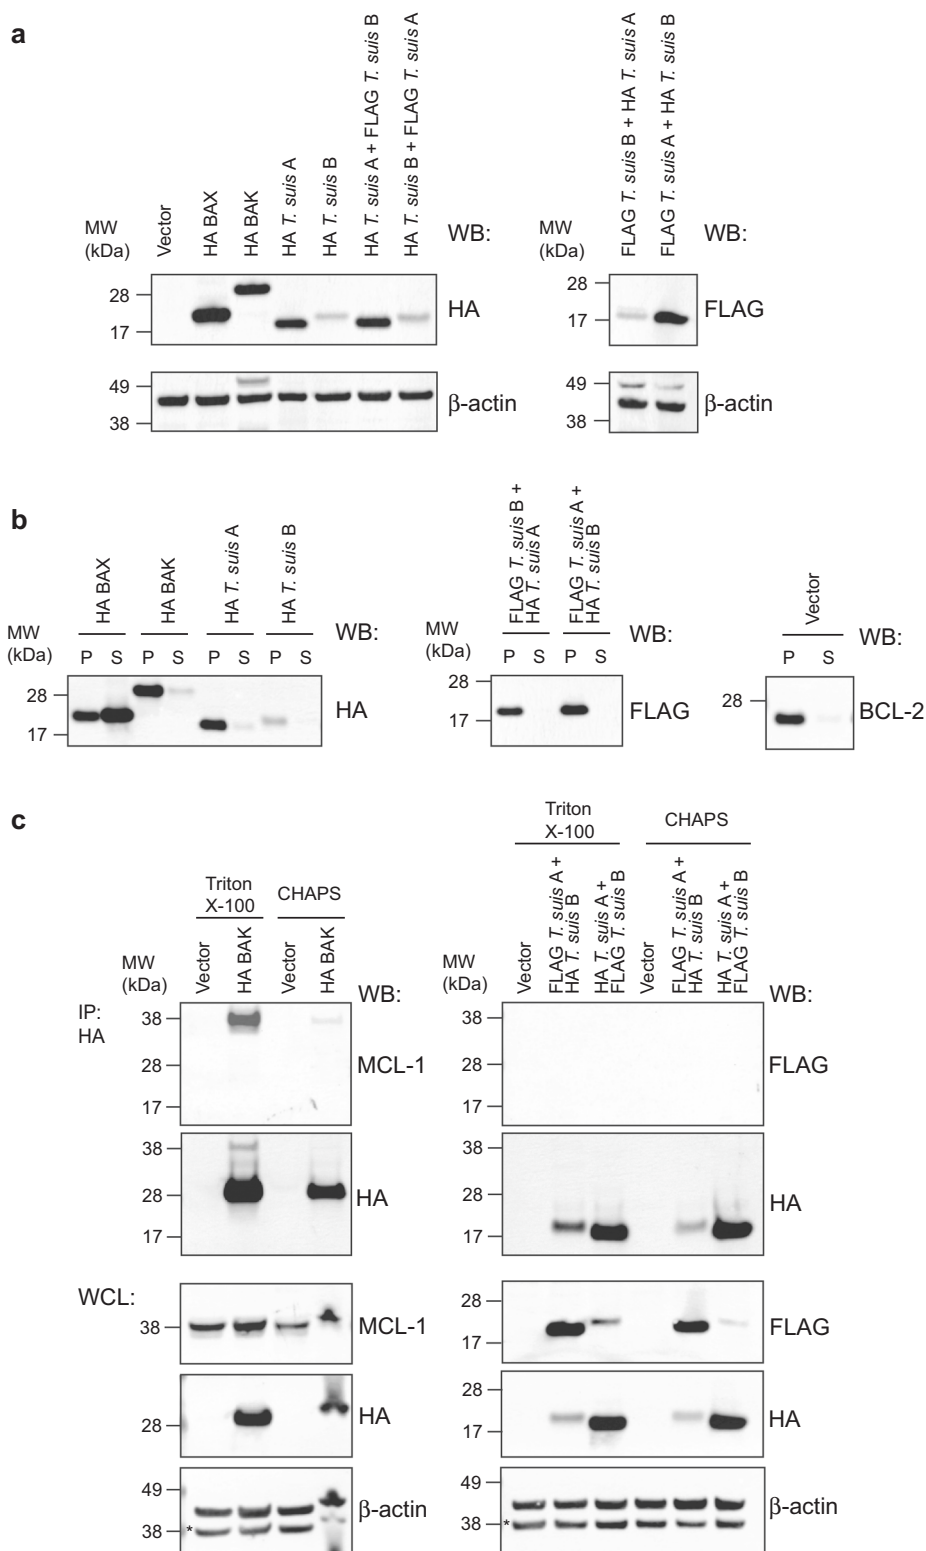 a
MW
(kDa)
Vector
HA BAX
HA BAK
HA T. suis A
HA T. suis B
HA T. suis A + FLAG T. suis B
HA T. suis B + FLAG T. suis A
WB:
28
17
HA
49
38
β-actin
MW
(kDa)
FLAG T. suis B + HA T. suis A
FLAG T. suis A + HA T. suis B
WB:
28
17
FLAG
49
38
β-actin
b
MW
(kDa)
HA BAX
HA BAK
HA T. suis A
HA T. suis B
WB:
P S P S P S P S
28
17
HA
MW
(kDa)
FLAG T. suis B +
HA T. suis A
FLAG T. suis A +
HA T. suis B
WB:
P S P S
28
17
FLAG
Vector
WB:
P S
28
BCL-2
c
Triton
X-100
CHAPS
MW
(kDa)
Vector
HA BAK
Vector
HA BAK
WB:
IP:
HA
38
28
17
MCL-1
38
28
17
HA
WCL:
38
MCL-1
28
HA
49
38
*
β-actin
Triton
X-100
CHAPS
MW
(kDa)
Vector
FLAG T. suis A +
HA T. suis B
HA T. suis A +
FLAG T. suis B
Vector
FLAG T. suis A +
HA T. suis B
HA T. suis A +
FLAG T. suis B
WB:
38
28
17
FLAG
38
28
17
HA
28
17
FLAG
28
17
HA
49
38
*
β-actin